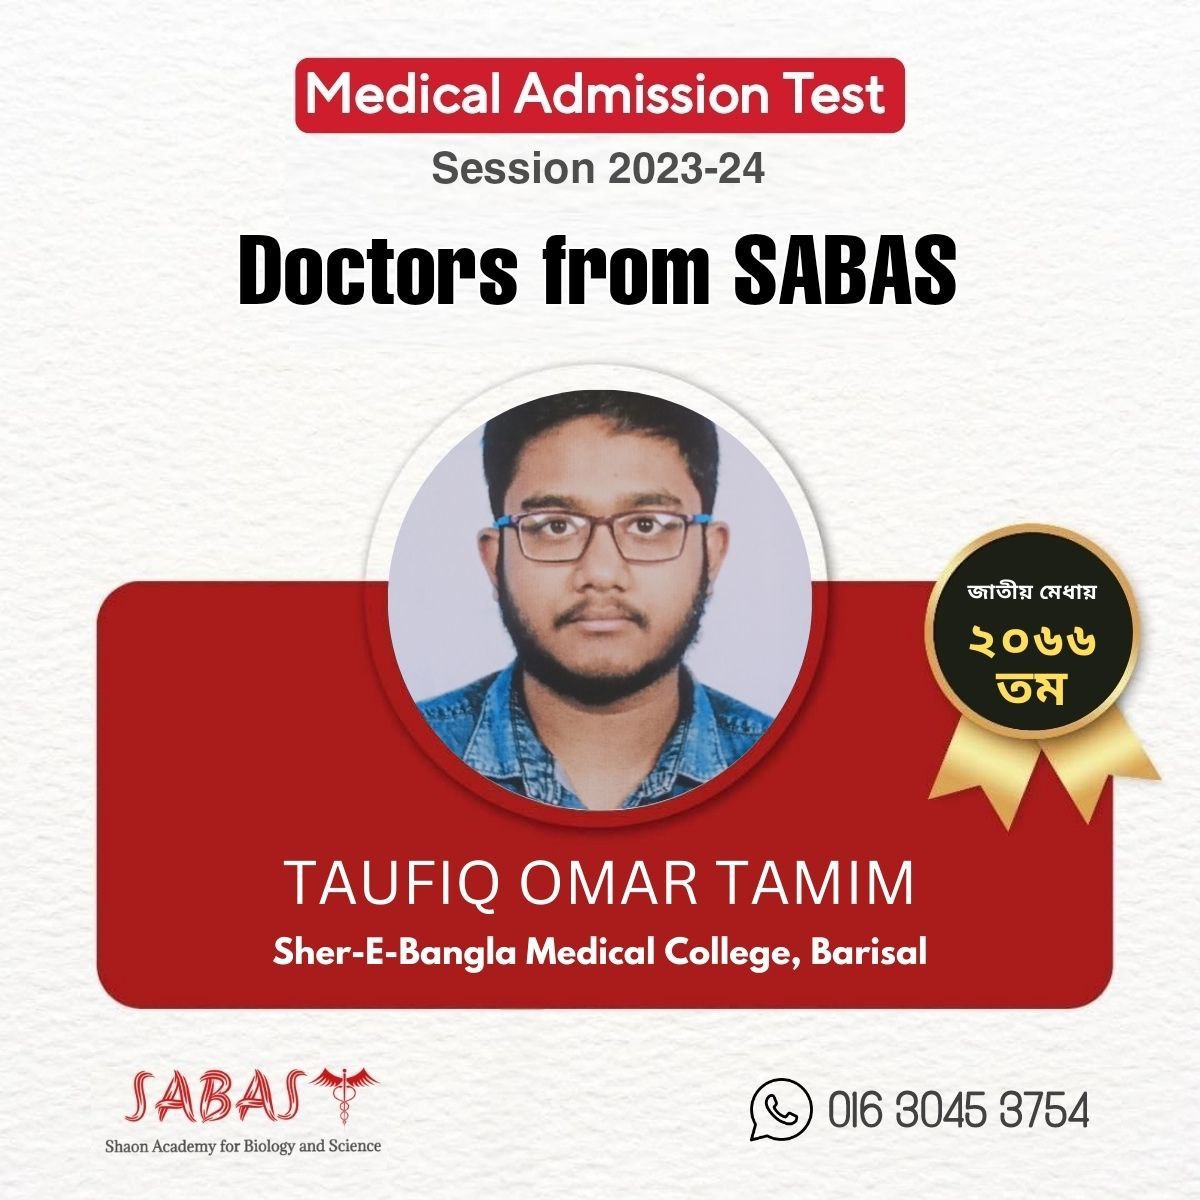 Medical Admission Test
Session 2023-24
Doctors from SABAS
জাতীয় মেধায়
২০৬৬
তম
TAUFIQ OMAR TAMIM
Sher-E-Bangla Medical College, Barisal
SABAS
Shaon Academy for Biology and Science
016 3045 3754